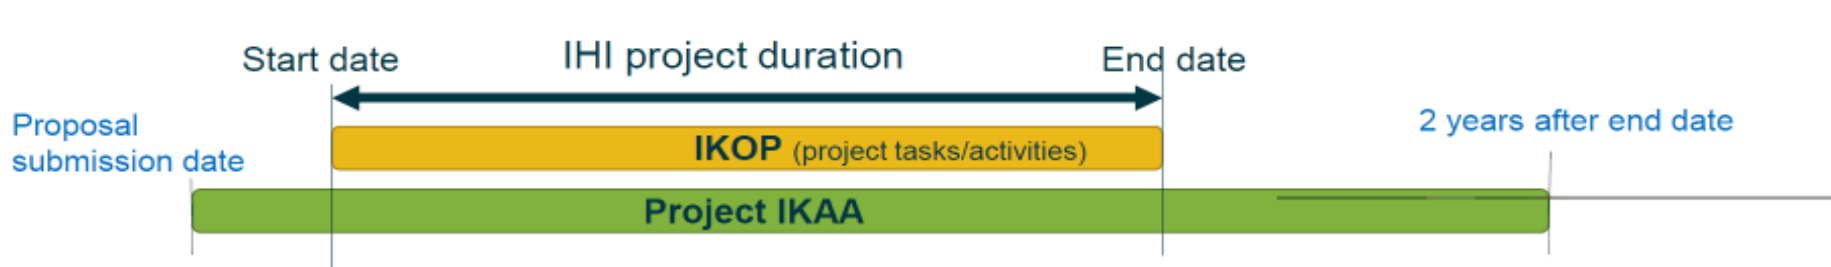 Start date
IHI project duration
End date
Proposal
submission date
2 years after end date
IKOP (project tasks/activities)
Project IKAA